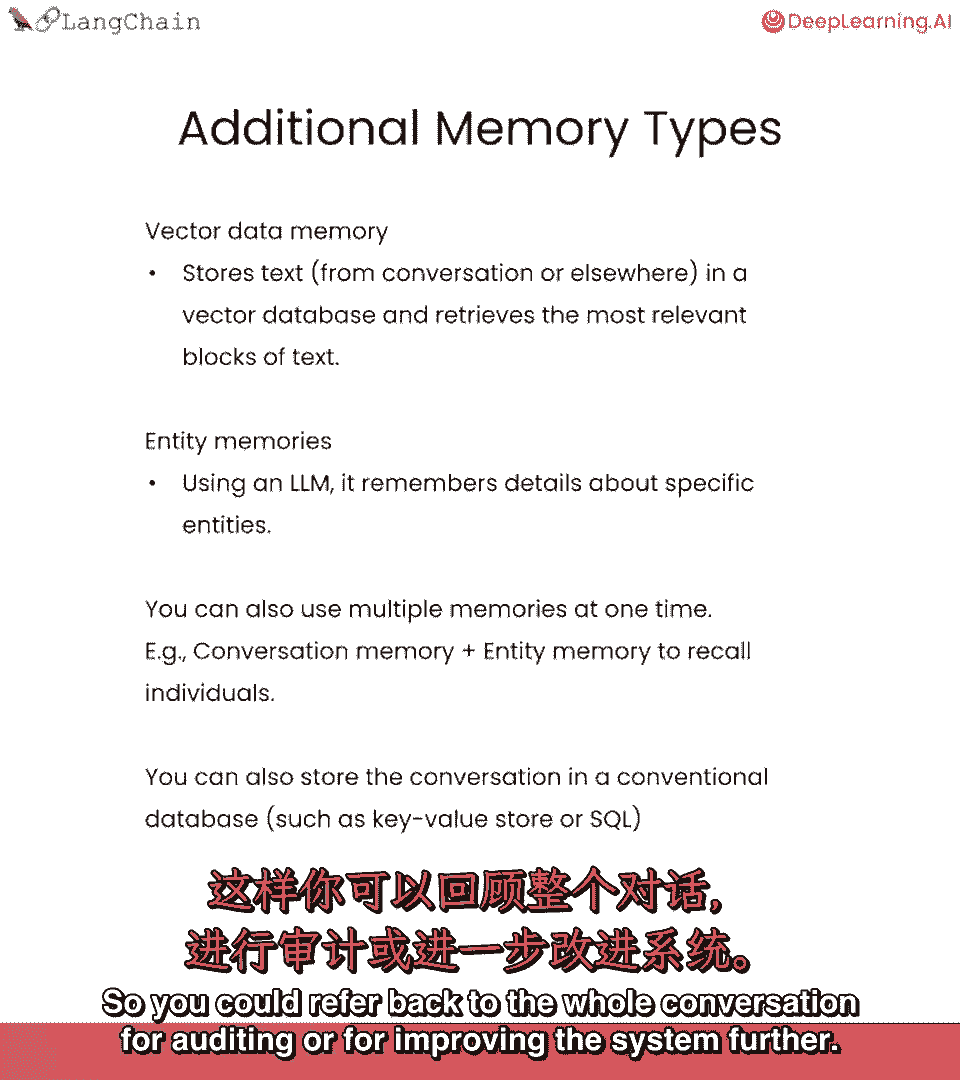 LangChain
DeepLearning.AI
Additional Memory Types
Vector data memory
• Stores text (from conversation or elsewhere) in a
vector database and retrieves the most relevant
blocks of text.
Entity memories
• Using an LLM, it remembers details about specific
entities.
You can also use multiple memories at one time.
E.g., Conversation memory + Entity memory to recall
individuals.
You can also store the conversation in a conventional
database (such as key-value store or SQL)
这样你可以回顾整个对话,
进行审计或进一步改进系统。
So you could refer back to the whole conversation
for auditing or for improving the system further.